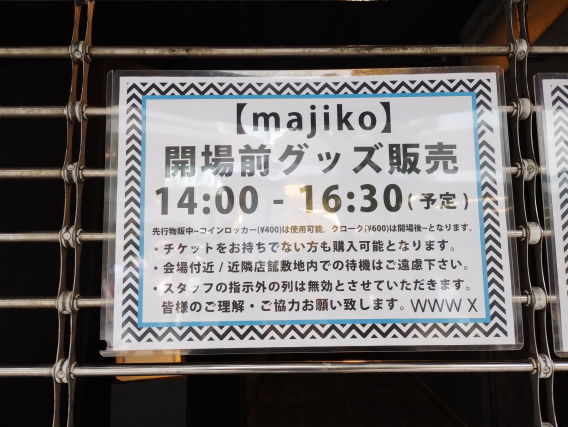 【majiko】
開場前グッズ販売
14:00 - 16:30(予定)
先行物販中~コインロッカー(¥400)は使用可能、クローク(¥600)は開場後~となります。
・チケットをお持ちでない方も購入可能となります。
・会場付近 / 近隣店舗敷地内での待機はご遠慮下さい。
・スタッフの指示外の列は無効とさせていただきます。
皆様のご理解・ご協力お願い致します。WWW X